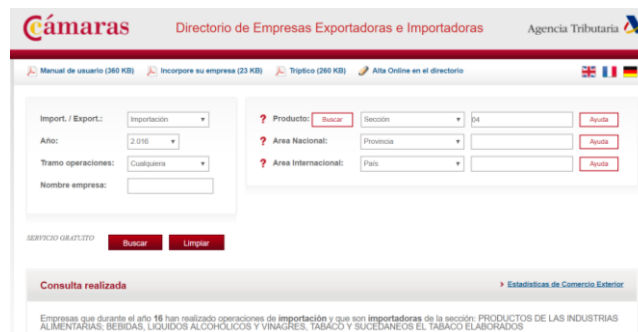 Cámaras Directorio de Empresas Exportadoras e Importadoras Agencia Tributaria
Manual de usuario (360 KB) Incorpore su empresa (23 KB) Tríptico (260 KB) Alta Online en el directorio
Import. / Export.: Importación ? Producto: Buscar Sección 04 Ayuda
Año: 2.016 ? Area Nacional: Provincia Ayuda
Tramo operaciones: Cualquiera ? Area Internacional: País Ayuda
Nombre empresa:
SERVICIO GRATUITO Buscar Limpiar
Consulta realizada Estadísticas de Comercio Exterior
Empresas que durante el año 16 han realizado operaciones de importación y que son importadoras de la sección: PRODUCTOS DE LAS INDUSTRIAS
ALIMENTARIAS; BEBIDAS, LIQUIDOS ALCOHÓLICOS Y VINAGRES, TABACO Y SUCEDANEOS EL TABACO ELABORADOS